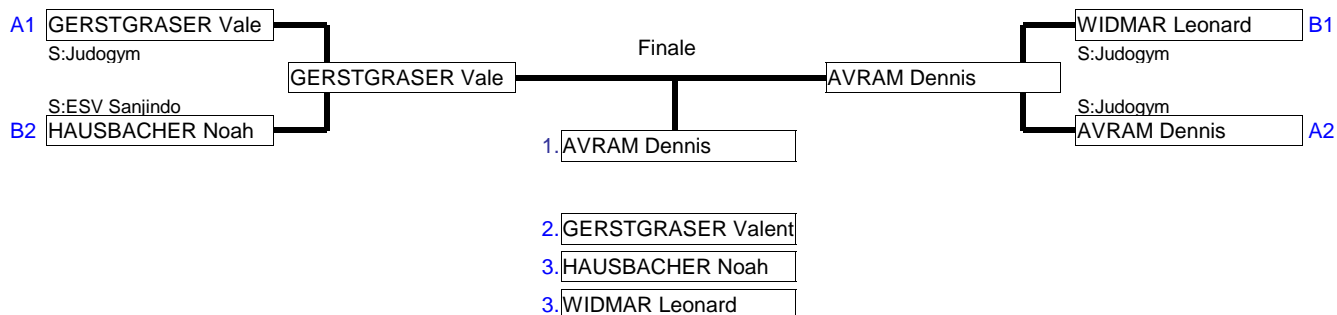 A1 GERSTGRASER Vale
S:Judogym
WIDMAR Leonard B1
S:Judogym
Finale
GERSTGRASER Vale
AVRAM Dennis
S:ESV Sanjindo
B2 HAUSBACHER Noah
S:Judogym
AVRAM Dennis A2
1. AVRAM Dennis
2. GERSTGRASER Valent
3. HAUSBACHER Noah
3. WIDMAR Leonard